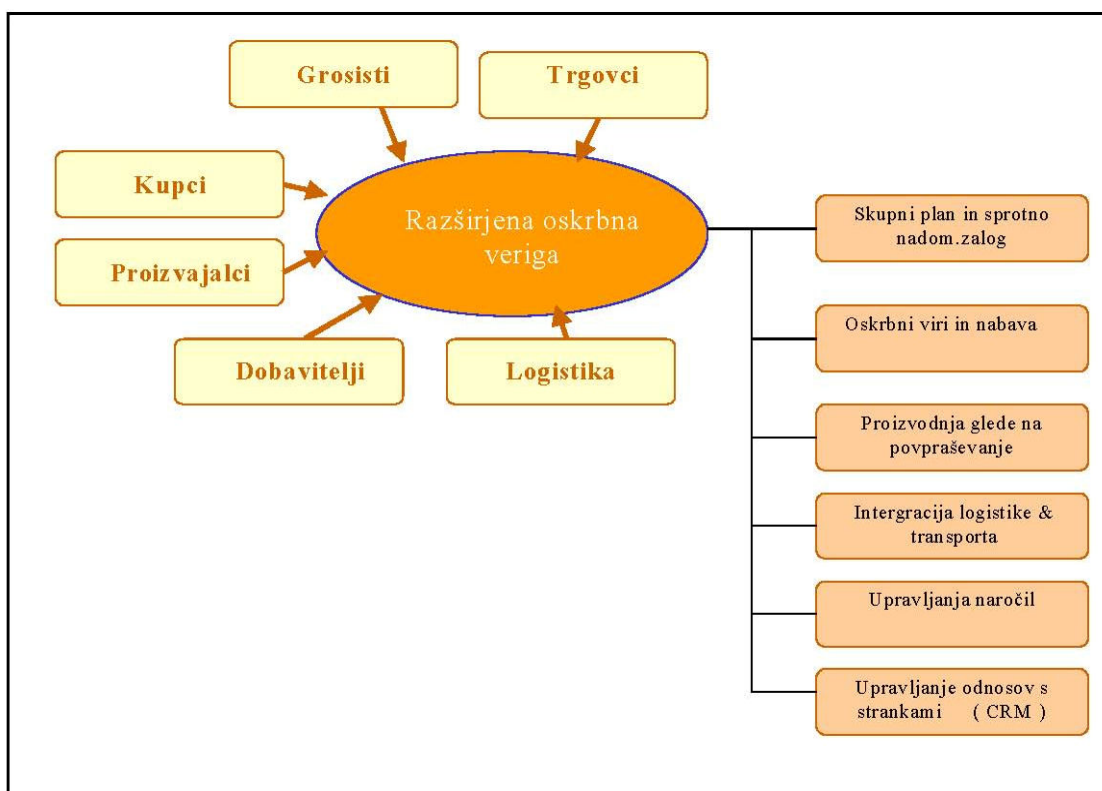 Grosisti
Trgovci
Kupci
Proizvajalci
Dobavitelji
Logistika
Razširjena oskrbna
veriga
Skupni plan in sprotno
nadom.zalog
Oskrbni viri in nabava
Proizvodnja glede na
povpraševanje
Intergracija logistike &
transporta
Upravljanja naročil
Upravljanje odnosov s
strankami ( CRM )